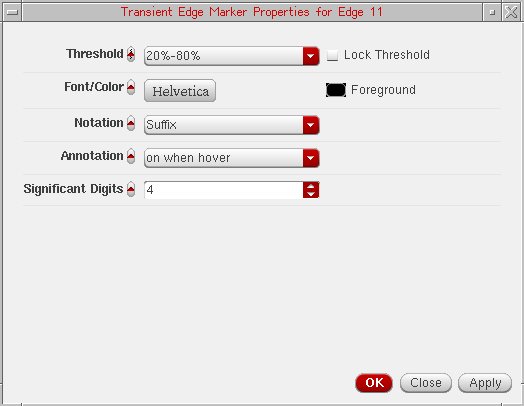 Transient Edge Marker Properties for Edge 11
Threshold 20%-80% Lock Threshold
Font/Color Helvetica Foreground
Notation Suffix
Annotation on when hover
Significant Digits 4
OK Close Apply